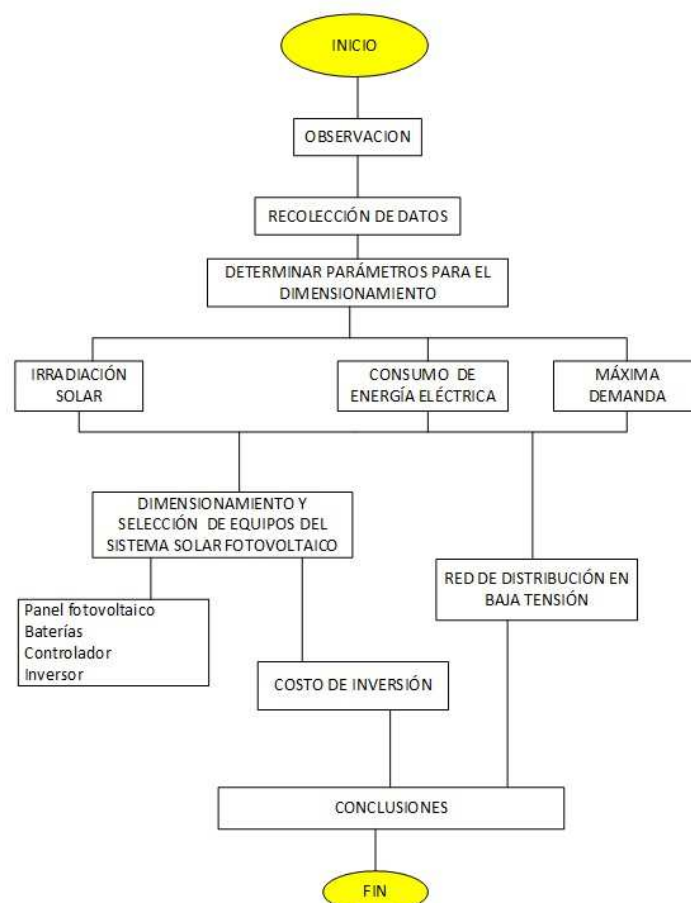 INICIO
OBSERVACION
RECOLECCIÓN DE DATOS
DETERMINAR PARÁMETROS PARA EL
DIMENSIONAMIENTO
IRRADIACIÓN
SOLAR
CONSUMO DE
ENERGÍA ELÉCTRICA
MÁXIMA
DEMANDA
DIMENSIONAMIENTO Y
SELECCIÓN DE EQUIPOS DEL
SISTEMA SOLAR FOTOVOLTAICO
RED DE DISTRIBUCIÓN EN
BAJA TENSIÓN
Panel fotovoltaico
Baterías
Controlador
Inversor
COSTO DE INVERSIÓN
CONCLUSIONES
FIN